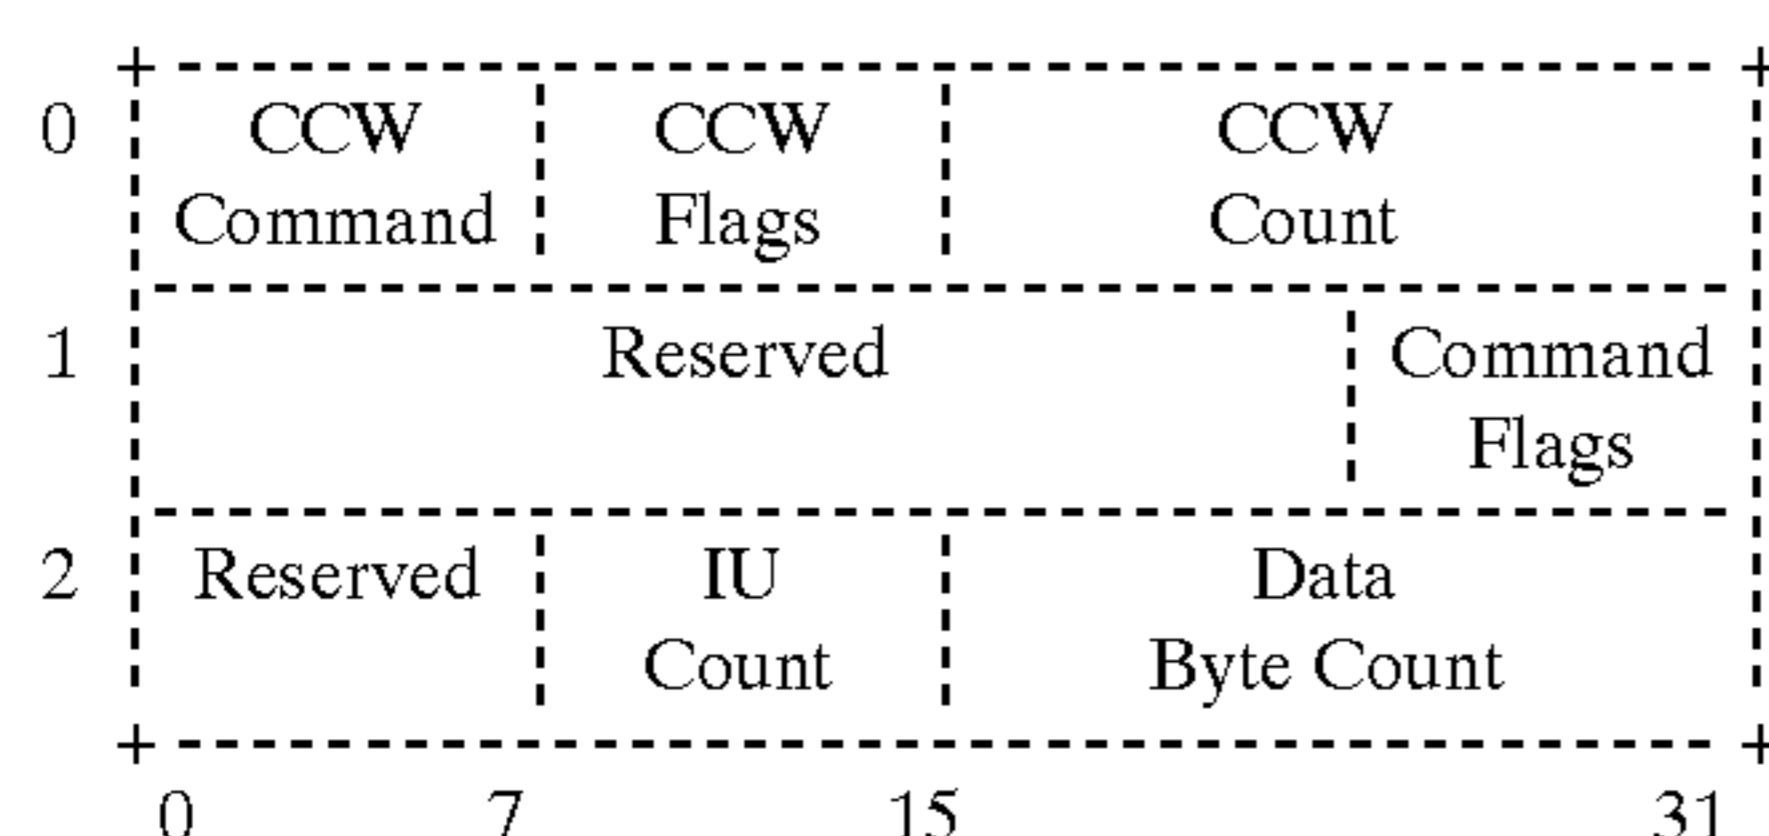 0 CCW CCW CCW
Command Flags Count
1 Reserved Command
Flags
2 Reserved IU Data
Count Byte Count
0 7 15 31